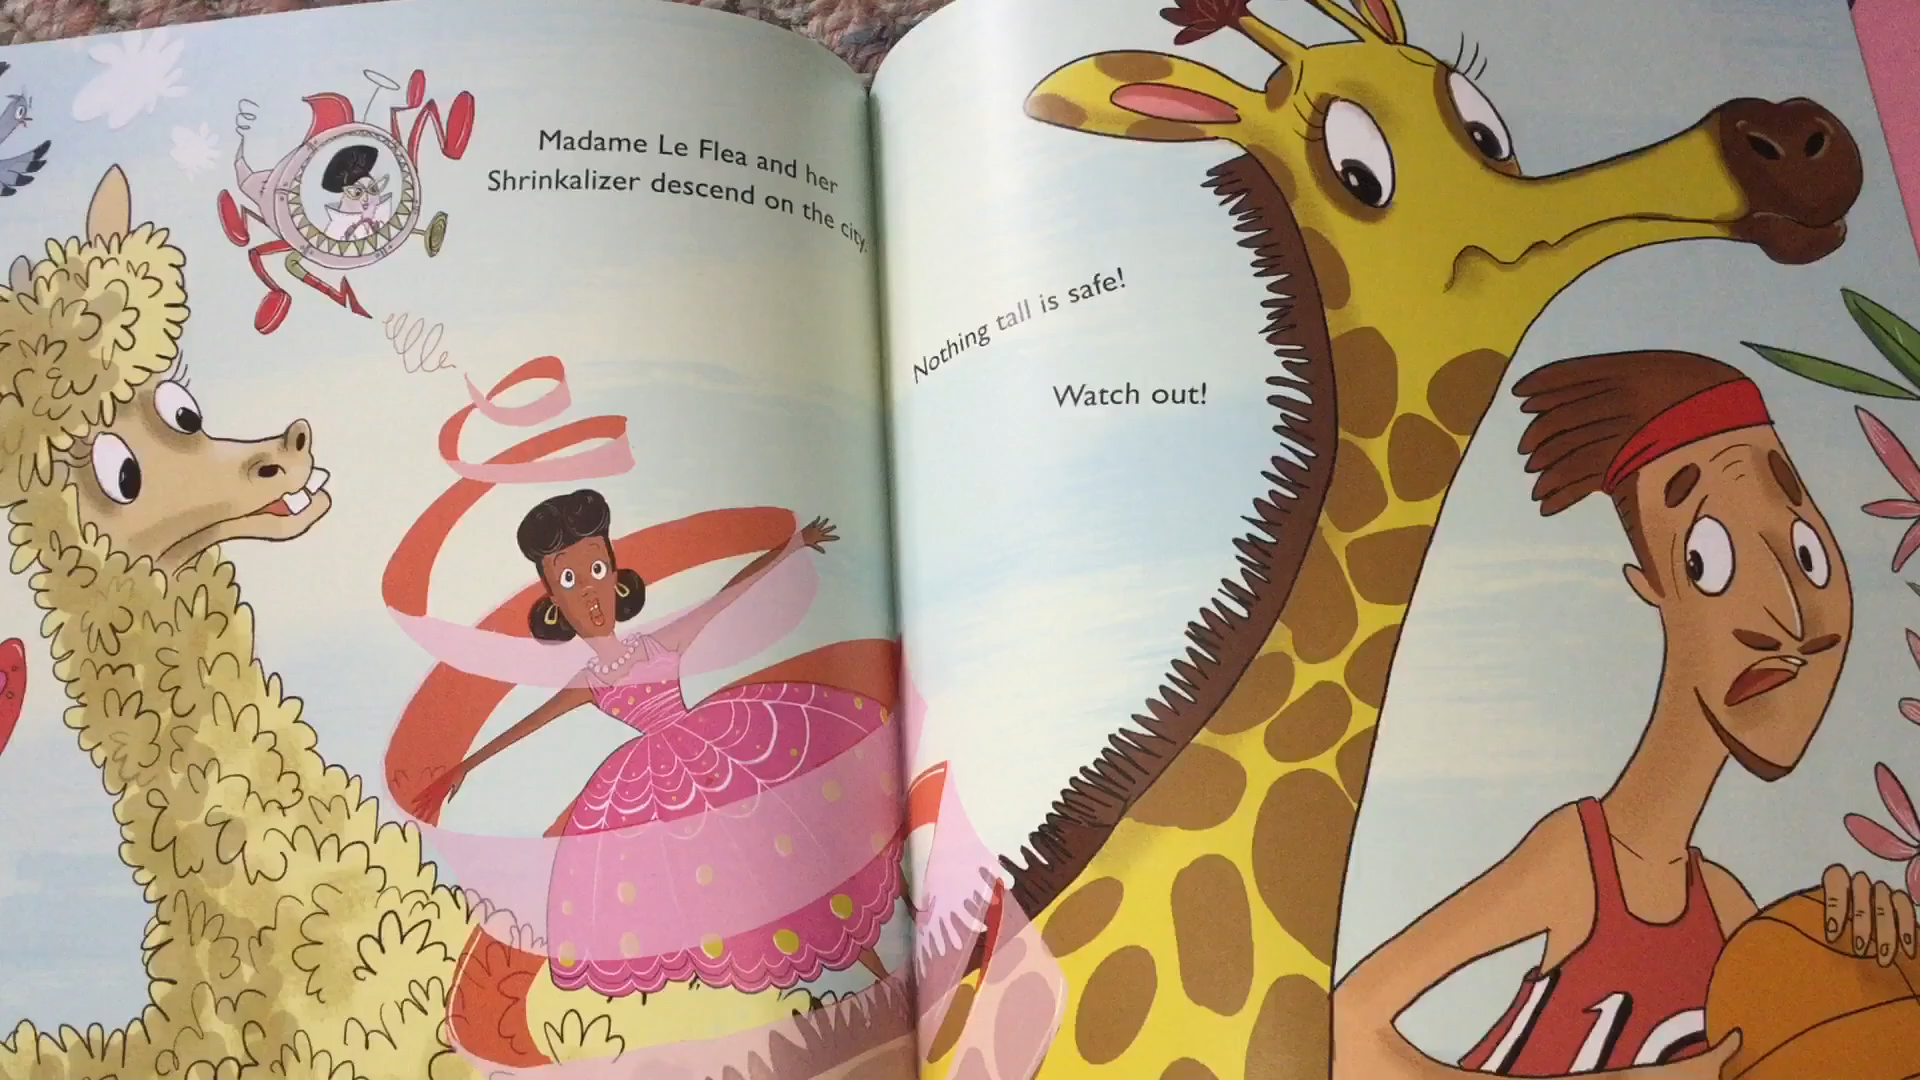 Madame Le Flea and her
Shrinkalizer descend on the city.
Nothing tall is safe!
Watch out!